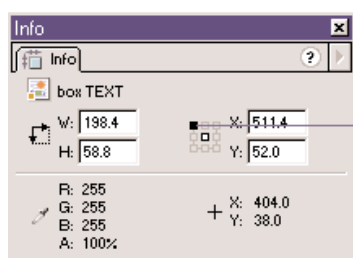 Info
Info ?
box TEXT
W: 198.4 X: 511.4
H: 58.8 Y: 52.0
R: 255 X: 404.0
G: 255 Y: 38.0
B: 255
A: 100%